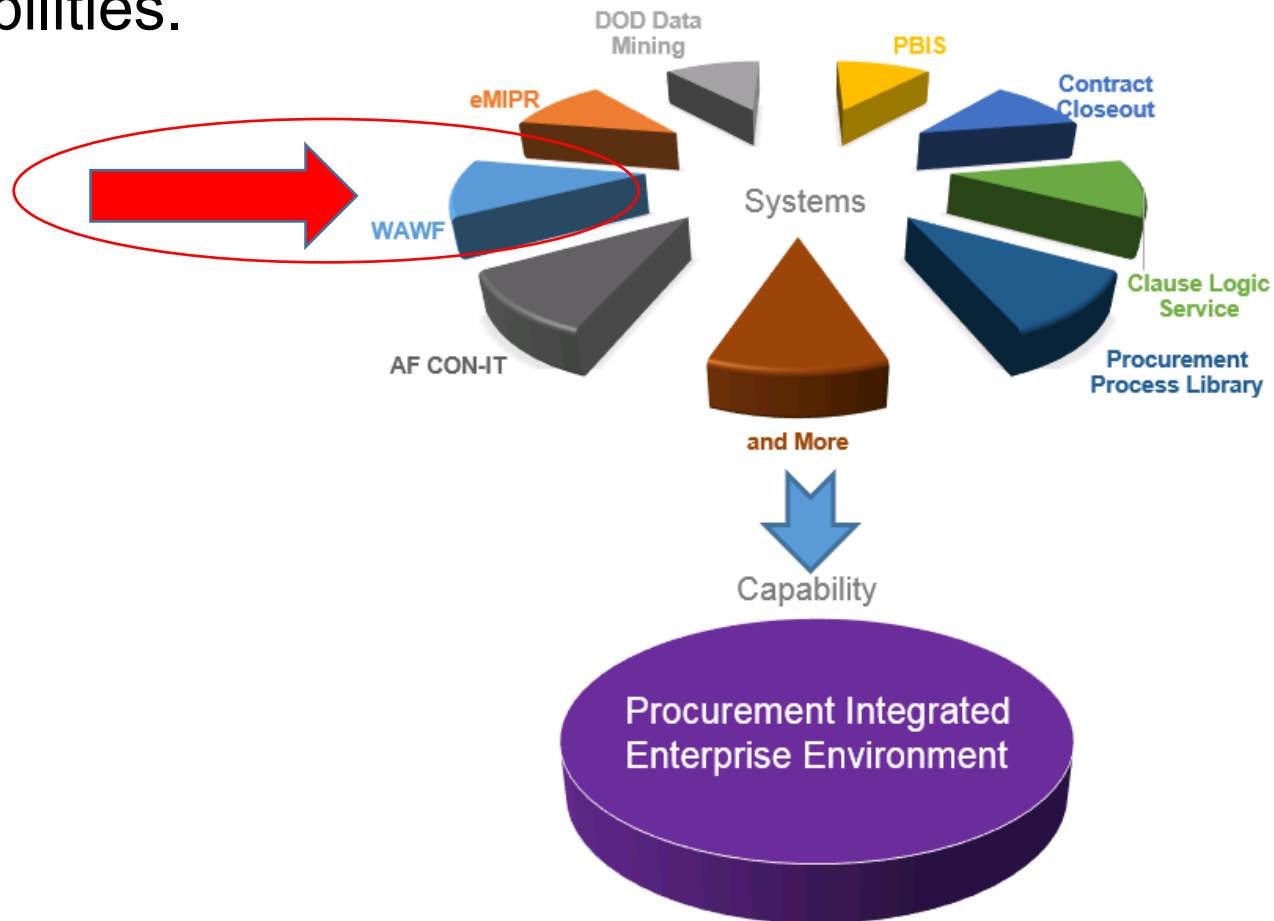 bilities.
DOD Data
Mining
PBIS
eMIPR
Contract
Closeout
Systems
WAWF
Clause Logic
Service
AF CON-IT
Procurement
Process Library
and More
Capability
Procurement Integrated
Enterprise Environment